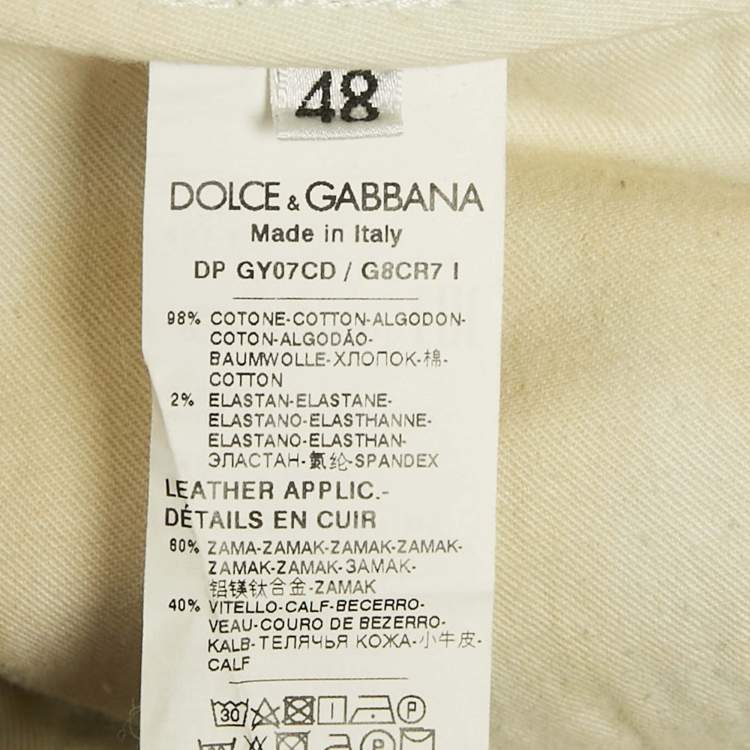 48
DOLCE & GABBANA
Made in Italy
DP GY07CD / G8CR7 I
98% COTONE-COTTON-ALGODON-
COTON-ALGODÃO-
BAUMWOLLE-ХЛОПОК-棉-
COTTON
2% ELASTAN-ELASTANE-
ELASTANO-ELASTHANNE-
ELASTANO-ELASTHAN-
ЭЛАСТАН-氨纶-SPANDEX
LEATHER APPLIC.-
DÉTAILS EN CUIR
60% ZAMA-ZAMAK-ZAMAK-ZAMAK-
ZAMAK-ZAMAK-ЗАМАК-
铝镁钛合金-ZAMAK
40% VITELLO-CALF-BECERRO-
VEAU-COURO DE BEZERRO-
KALB-ТЕЛЯЧЬЯ КОЖА-小牛皮-
CALF
30 P